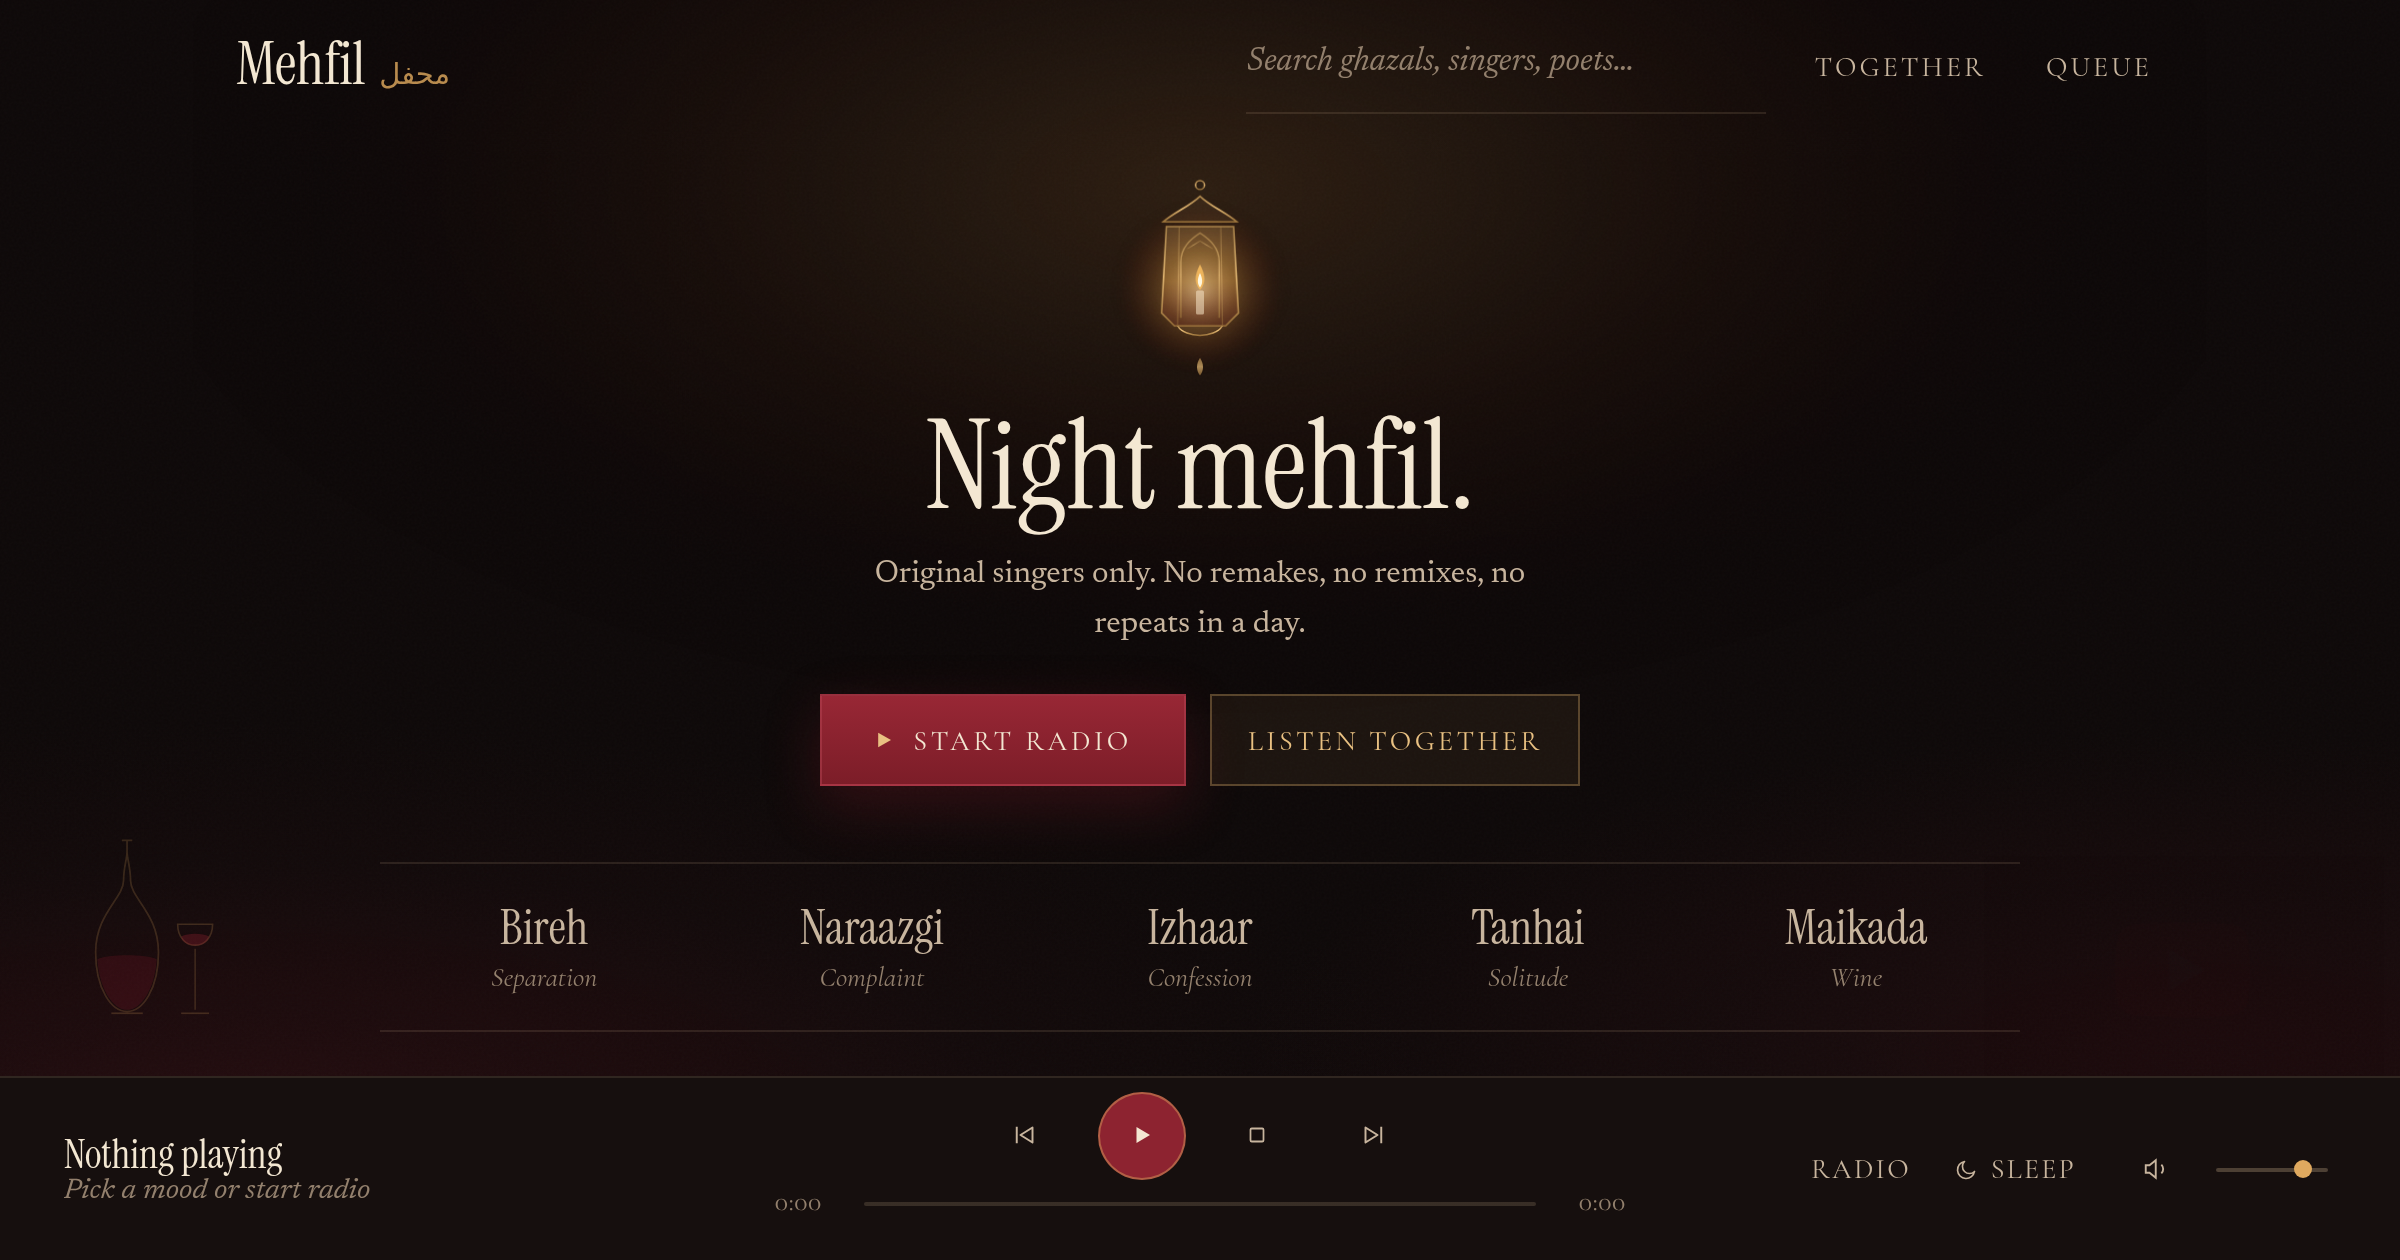 Mehfil محفل
Search ghazals, singers, poets...
TOGETHER
QUEUE
Night mehfil.
Original singers only. No remakes, no remixes, no
repeats in a day.
START RADIO
LISTEN TOGETHER
Bireh
Separation
Naraazgi
Complaint
Izhaar
Confession
Tanhai
Solitude
Maikada
Wine
Nothing playing
Pick a mood or start radio
0:00
0:00
RADIO
SLEEP